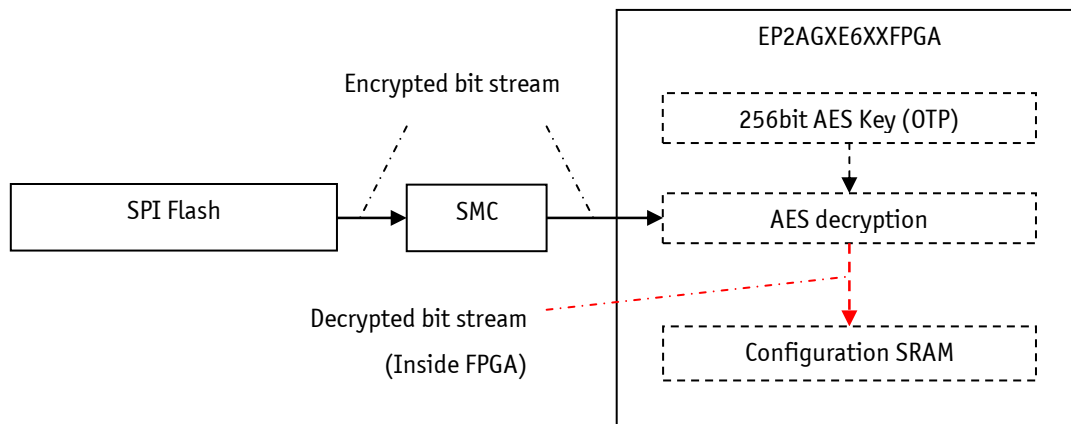 EP2AGXE6XXFPGA
Encrypted bit stream
256bit AES Key (OTP)
SPI Flash
SMC
AES decryption
Decrypted bit stream
(Inside FPGA)
Configuration SRAM